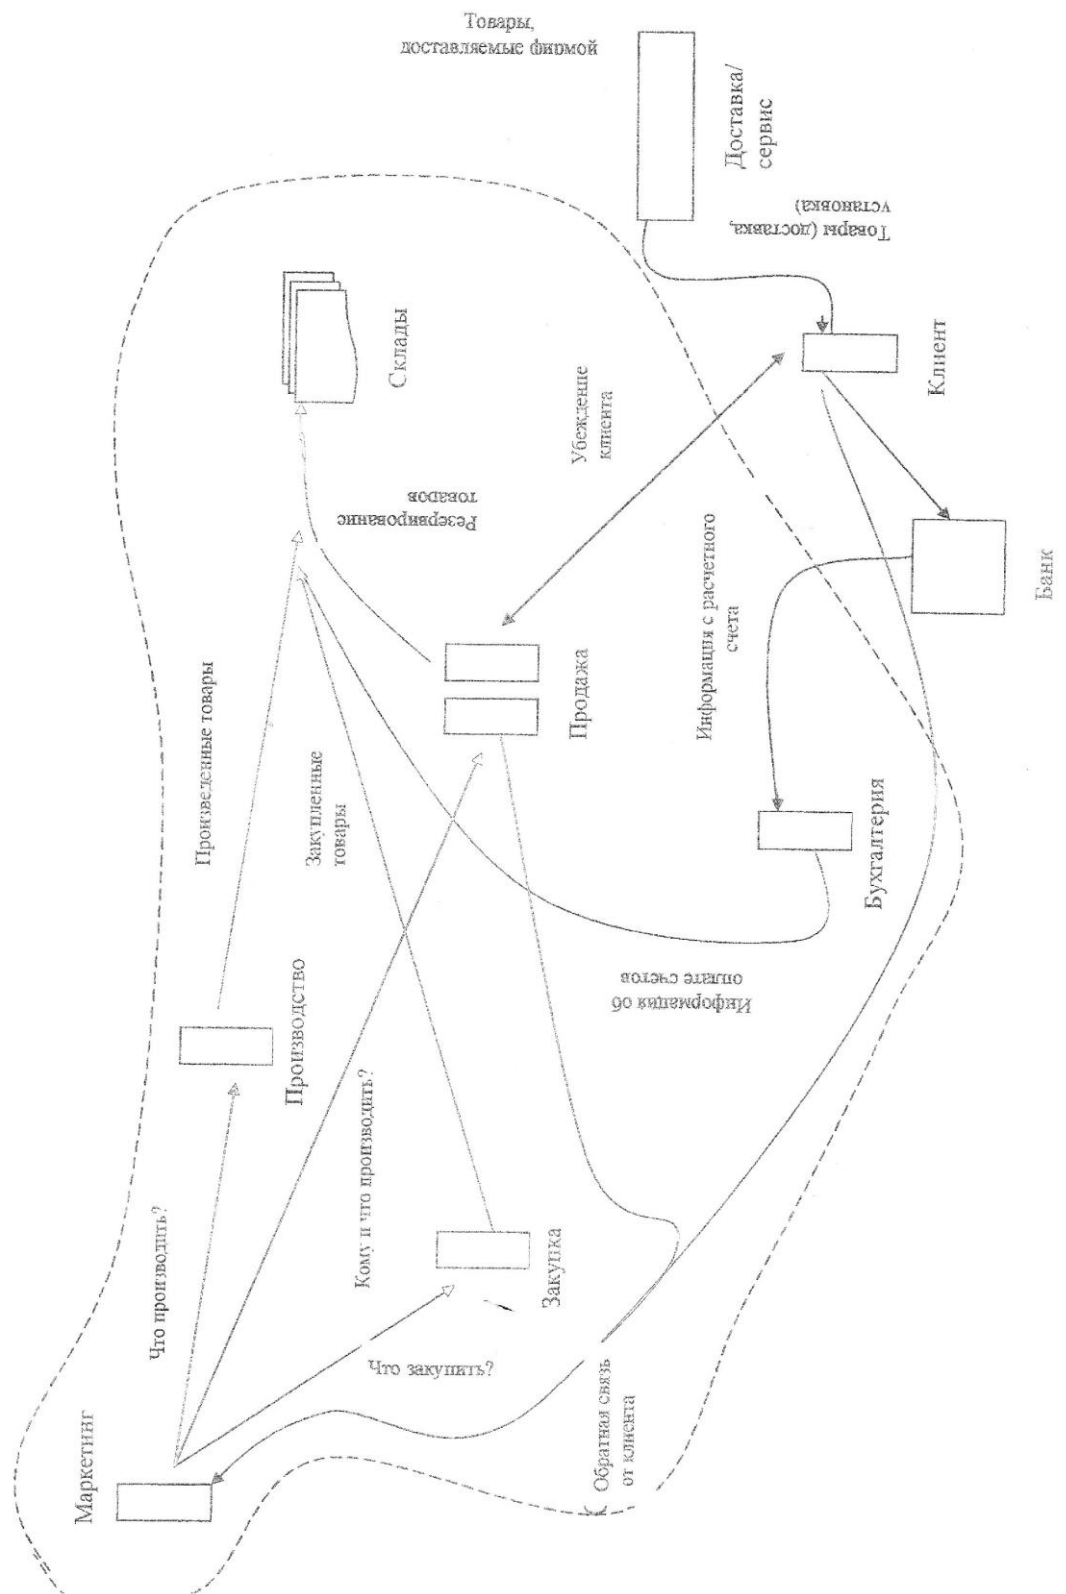 Товары,
доставляемые фирмой
Доставка/
сервис
Товары (доставка,
установка)
Склады
Клиент
Убеждение
клиента
Резервирование
товаров
Информация с расчетного
счета
Банк
Произведенные товары
Закупленные
товары
Продажа
Бухгалтерия
Информация об
оплате счетов
Производство
Кому и что производить?
Что производить?
Закупка
Что закупить?
Маркетинг
К Обратная связь
от клиента